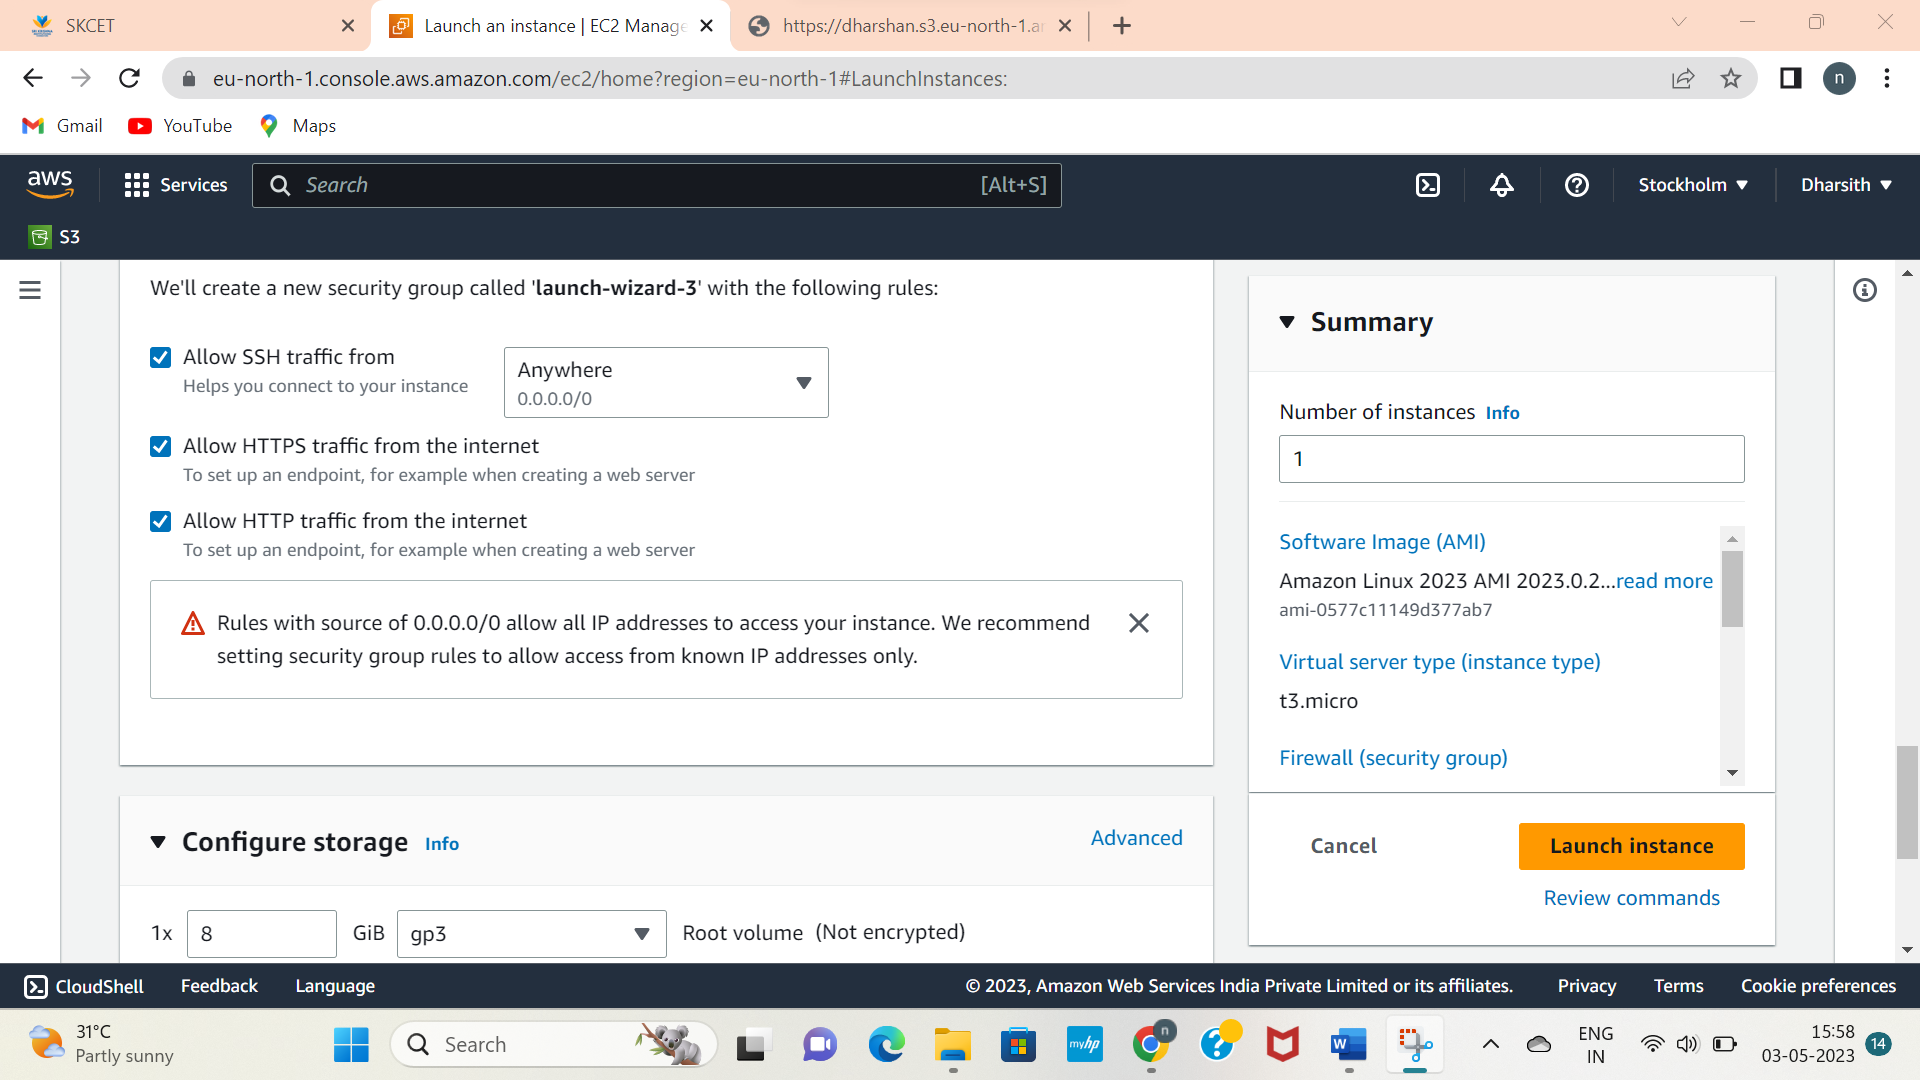 SKCET
Launch an instance | EC2 Manage
https://dharshan.s3.eu-north-1.ar
eu-north-1.console.aws.amazon.com/ec2/home?region=eu-north-1#LaunchInstances:
n
Gmail
YouTube
Maps
aws
Services
Search
[Alt+S]
Stockholm
Dharsith
S3
We'll create a new security group called 'launch-wizard-3' with the following rules:
Allow SSH traffic from
Helps you connect to your instance
Anywhere
0.0.0.0/0
Allow HTTPS traffic from the internet
To set up an endpoint, for example when creating a web server
Allow HTTP traffic from the internet
To set up an endpoint, for example when creating a web server
Rules with source of 0.0.0.0/0 allow all IP addresses to access your instance. We recommend
setting security group rules to allow access from known IP addresses only.
Configure storage Info
Advanced
1x 8 GiB gp3 Root volume (Not encrypted)
Summary
Number of instances Info
1
Software Image (AMI)
Amazon Linux 2023 AMI 2023.0.2...read more
ami-0577c11149d377ab7
Virtual server type (instance type)
t3.micro
Firewall (security group)
Cancel
Launch instance
Review commands
CloudShell
Feedback
Language
© 2023, Amazon Web Services India Private Limited or its affiliates.
Privacy
Terms
Cookie preferences
31°C
Partly sunny
Search
myhp
n
W
ENG
IN
15:58
03-05-2023
14